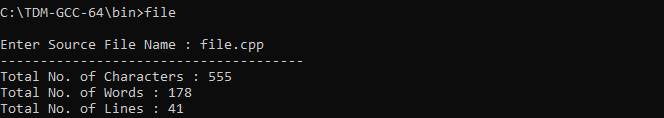 C:\TDM-GCC-64\bin>file
Enter Source File Name : file.cpp
--------------------------------------
Total No. of Characters : 555
Total No. of Words : 178
Total No. of Lines : 41